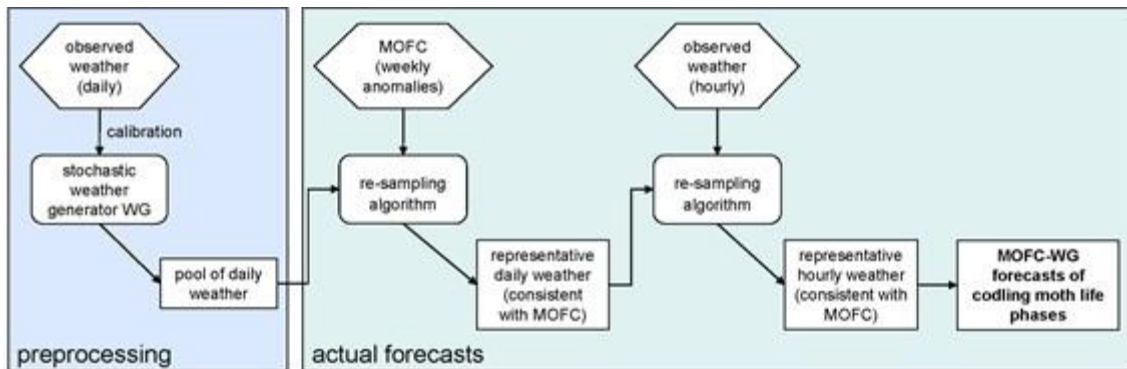 observed
weather
(daily)
calibration
stochastic
weather
generator WG
pool of daily
weather
preprocessing
MOFC
(weekly
anomalies)
re-sampling
algorithm
representative
daily weather
(consistent
with MOFC)
observed
weather
(hourly)
re-sampling
algorithm
representative
hourly weather
(consistent with
MOFC)
MOFC-WG
forecasts of
codling moth life
phases
actual forecasts